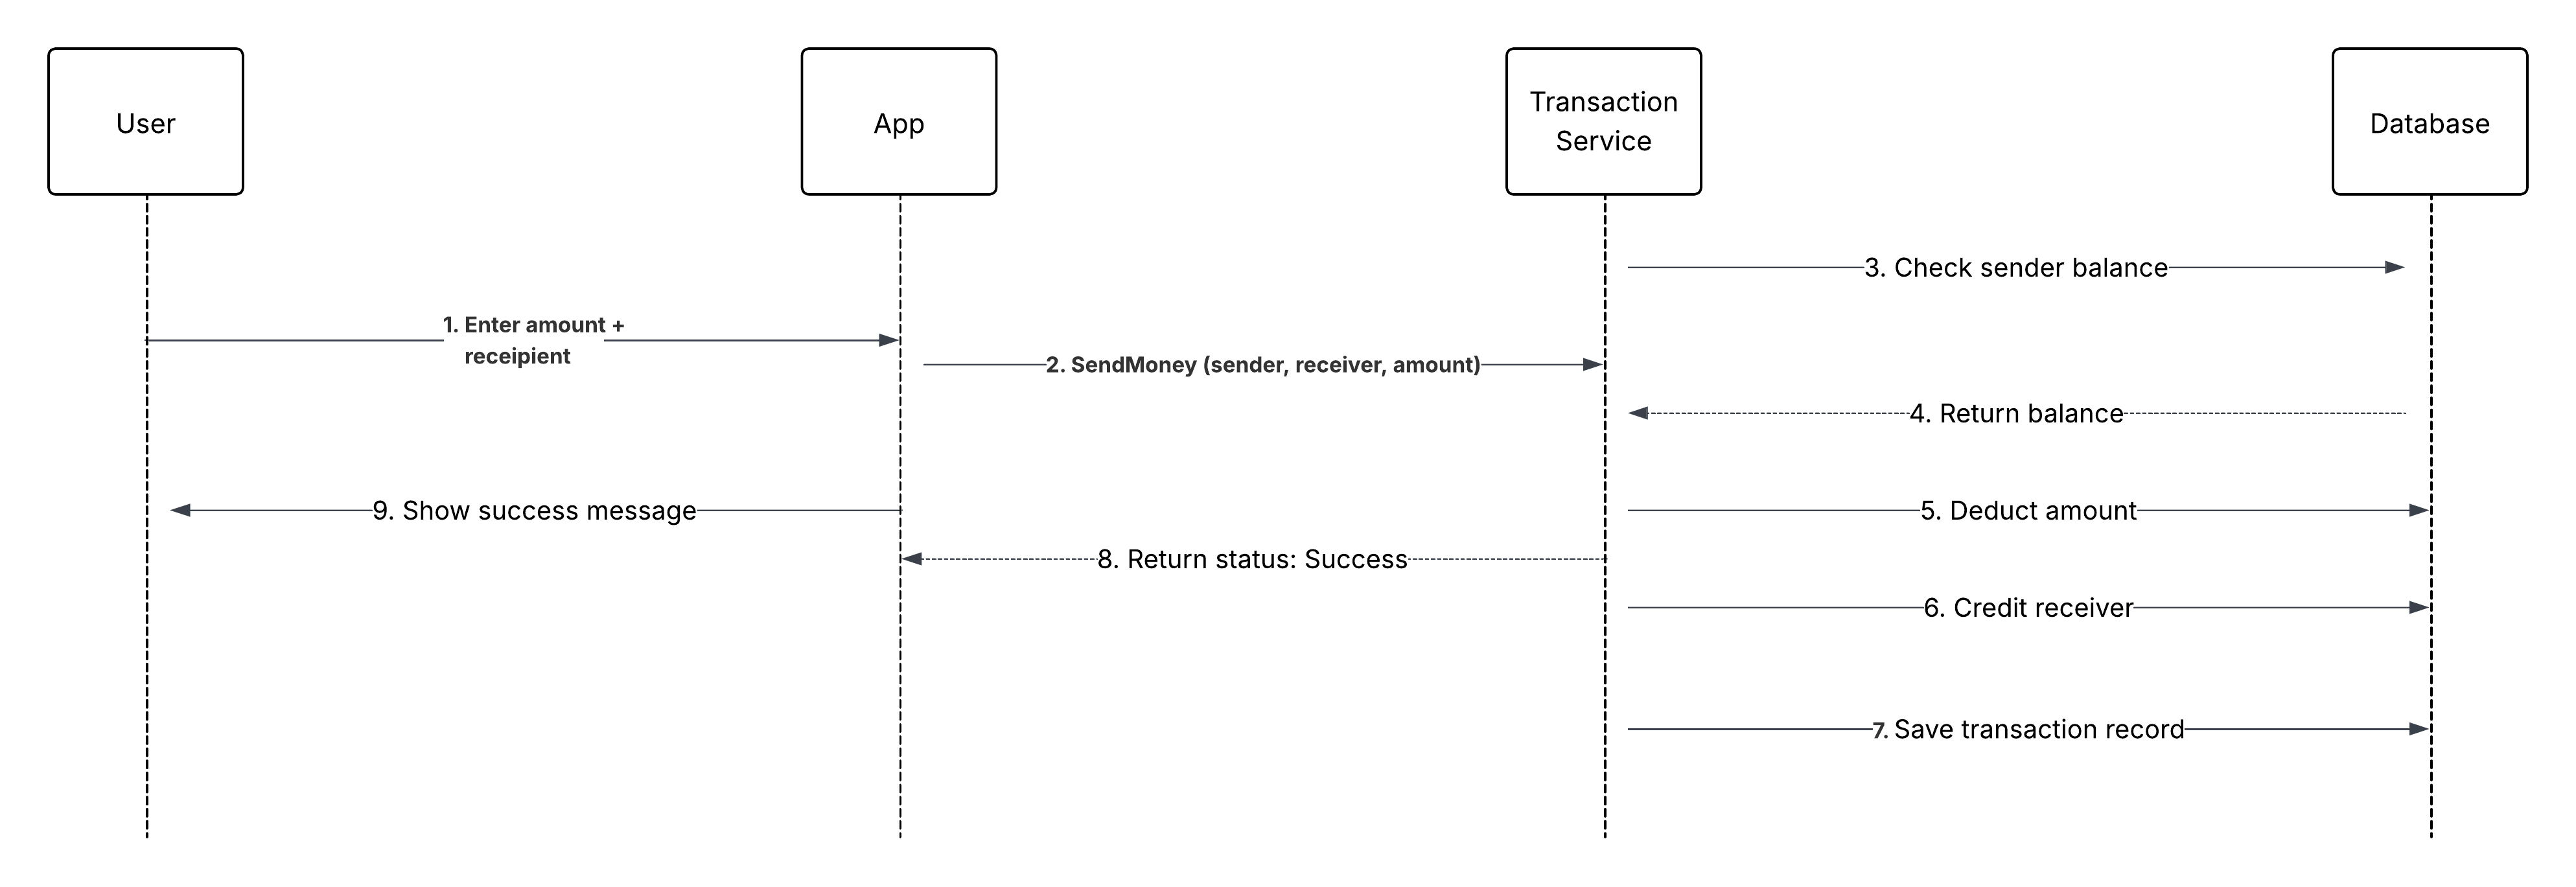 User
App
Transaction
Service
Database
3. Check sender balance
1. Enter amount +
receipient
2. SendMoney (sender, receiver, amount)
4. Return balance
9. Show success message
5. Deduct amount
8. Return status: Success
6. Credit receiver
7. Save transaction record